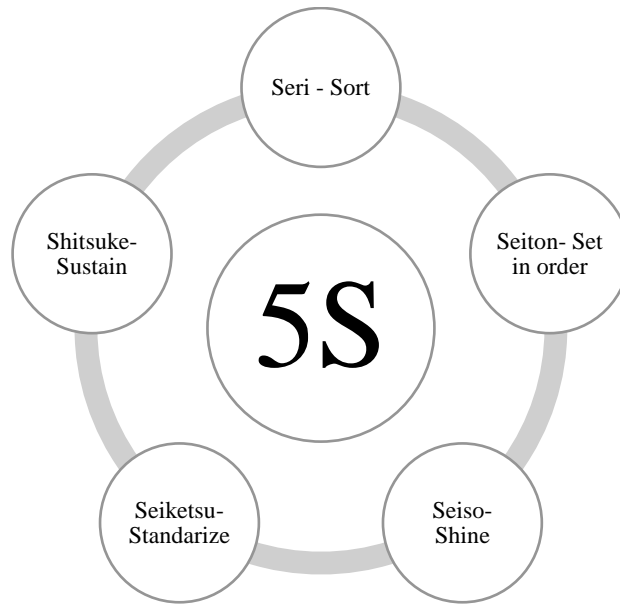 Seri - Sort
Seiton- Set
in order
Seiso-
Shine
Seiketsu-
Standarize
Shitsuke-
Sustain
5S